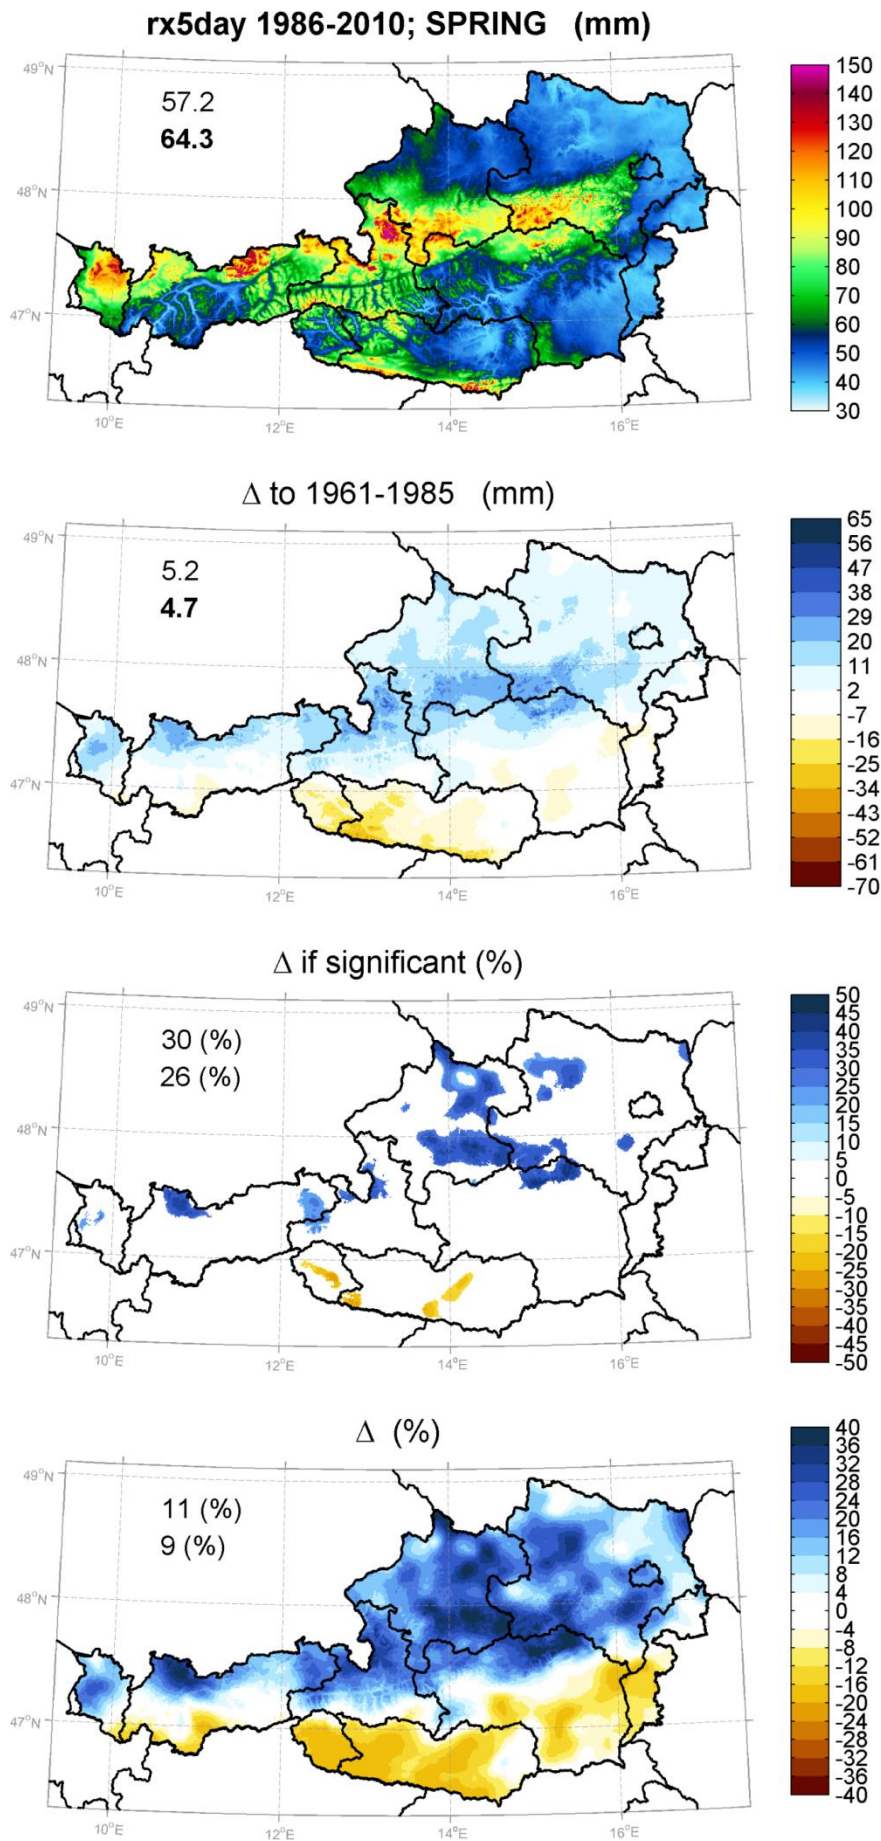 rx5day 1986-2010; SPRING (mm)
57.2
64.3
49°N
48°N
47°N
10°E
12°E
14°E
16°E
150
140
130
120
110
100
90
80
70
60
50
40
30
Δ to 1961-1985 (mm)
5.2
4.7
49°N
48°N
47°N
10°E
12°E
14°E
16°E
65
56
47
38
29
20
11
2
-7
-16
-25
-34
-43
-52
-61
-70
Δ if significant (%)
30 (%)
26 (%)
49°N
48°N
47°N
10°E
12°E
14°E
16°E
50
45
40
35
30
25
20
15
10
5
0
-5
-10
-15
-20
-25
-30
-35
-40
-45
-50
Δ (%)
11 (%)
9 (%)
49°N
48°N
47°N
10°E
12°E
14°E
16°E
40
36
32
28
24
20
16
12
8
4
0
-4
-8
-12
-16
-20
-24
-28
-32
-36
-40